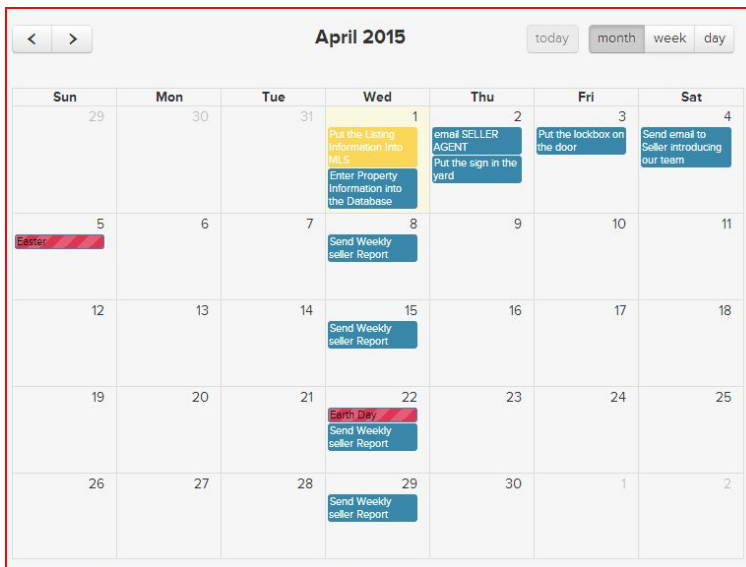 < > April 2015 today month week day
Sun Mon Tue Wed Thu Fri Sat
29 30 31 1 2 3 4
Put the Listing
Information Into
MLS
Enter Property
Information into
the Database
email SELLER
AGENT
Put the sign in the
yard
Put the lockbox on
the door
Send email to
Seller introducing
our team
5 6 7 8 9 10 11
Easter
Send Weekly
seller Report
12 13 14 15 16 17 18
Send Weekly
seller Report
19 20 21 22 23 24 25
Earth Day
Send Weekly
seller Report
26 27 28 29 30 1 2
Send Weekly
seller Report